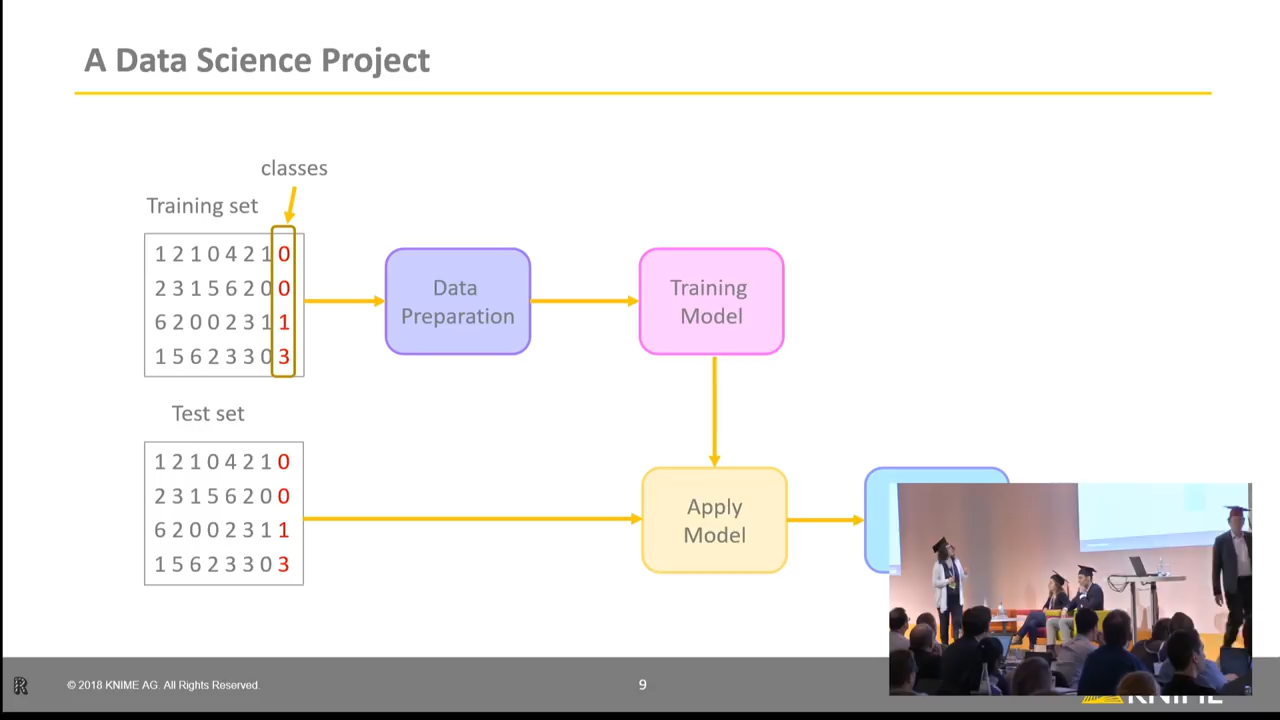 A Data Science Project
classes
Training set
1 2 1 0 4 2 1 0
2 3 1 5 6 2 0 0
6 2 0 0 2 3 1 1
1 5 6 2 3 3 0 3
Data
Preparation
Training
Model
Test set
1 2 1 0 4 2 1 0
2 3 1 5 6 2 0 0
6 2 0 0 2 3 1 1
1 5 6 2 3 3 0 3
Apply
Model
© 2018 KNIME AG. All Rights Reserved.
9
KNIME